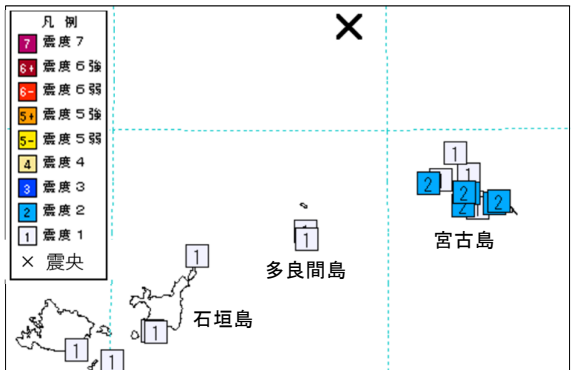 凡 例
7 震度7
6+ 震度6強
6- 震度6弱
5+ 震度5強
5- 震度5弱
4 震度4
3 震度3
2 震度2
1 震度1
× 震央
1
2
1
2
2
2
宮古島
1
多良間島
1
石垣島
1
1
1